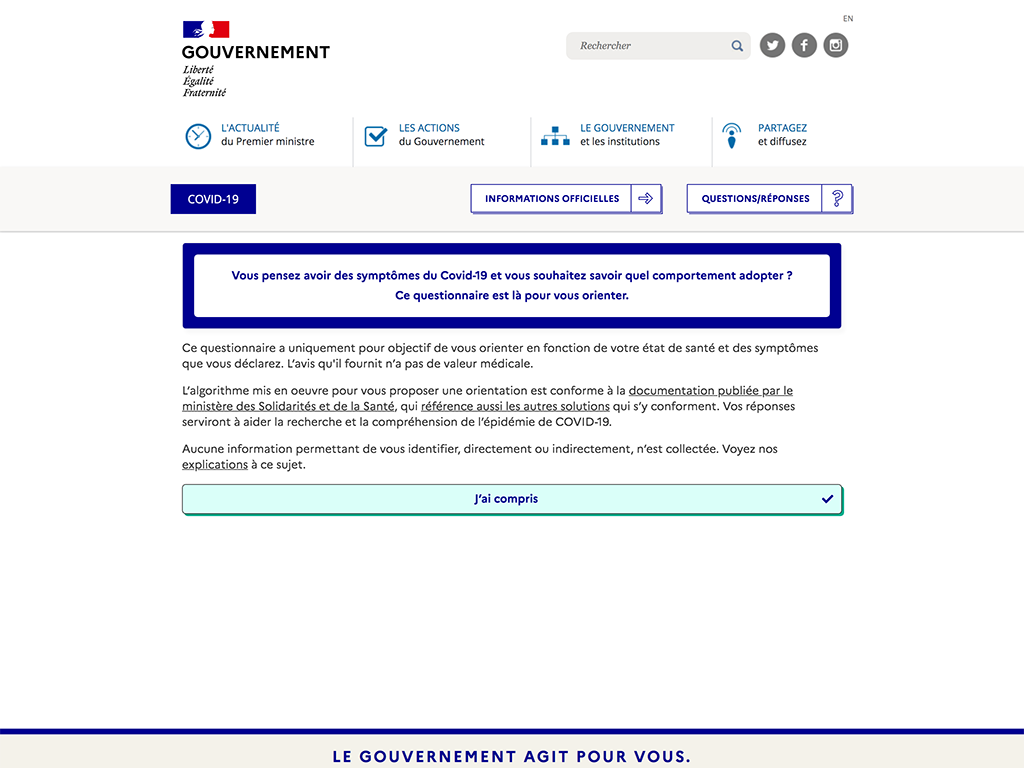 EN
GOUVERNEMENT
Liberté
Égalité
Fraternité
Rechercher
L'ACTUALITÉ
du Premier ministre
LES ACTIONS
du Gouvernement
LE GOUVERNEMENT
et les institutions
PARTAGEZ
et diffusez
COVID-19
INFORMATIONS OFFICIELLES
QUESTIONS/RÉPONSES
Vous pensez avoir des symptômes du Covid-19 et vous souhaitez savoir quel comportement adopter ?
Ce questionnaire est là pour vous orienter.
Ce questionnaire a uniquement pour objectif de vous orienter en fonction de votre état de santé et des symptômes
que vous déclarez. L’avis qu'il fournit n’a pas de valeur médicale.
L’algorithme mis en oeuvre pour vous proposer une orientation est conforme à la documentation publiée par le
ministère des Solidarités et de la Santé, qui référence aussi les autres solutions qui s’y conforment. Vos réponses
serviront à aider la recherche et la compréhension de l’épidémie de COVID-19.
Aucune information permettant de vous identifier, directement ou indirectement, n’est collectée. Voyez nos
explications à ce sujet.
J’ai compris
LE GOUVERNEMENT AGIT POUR VOUS.